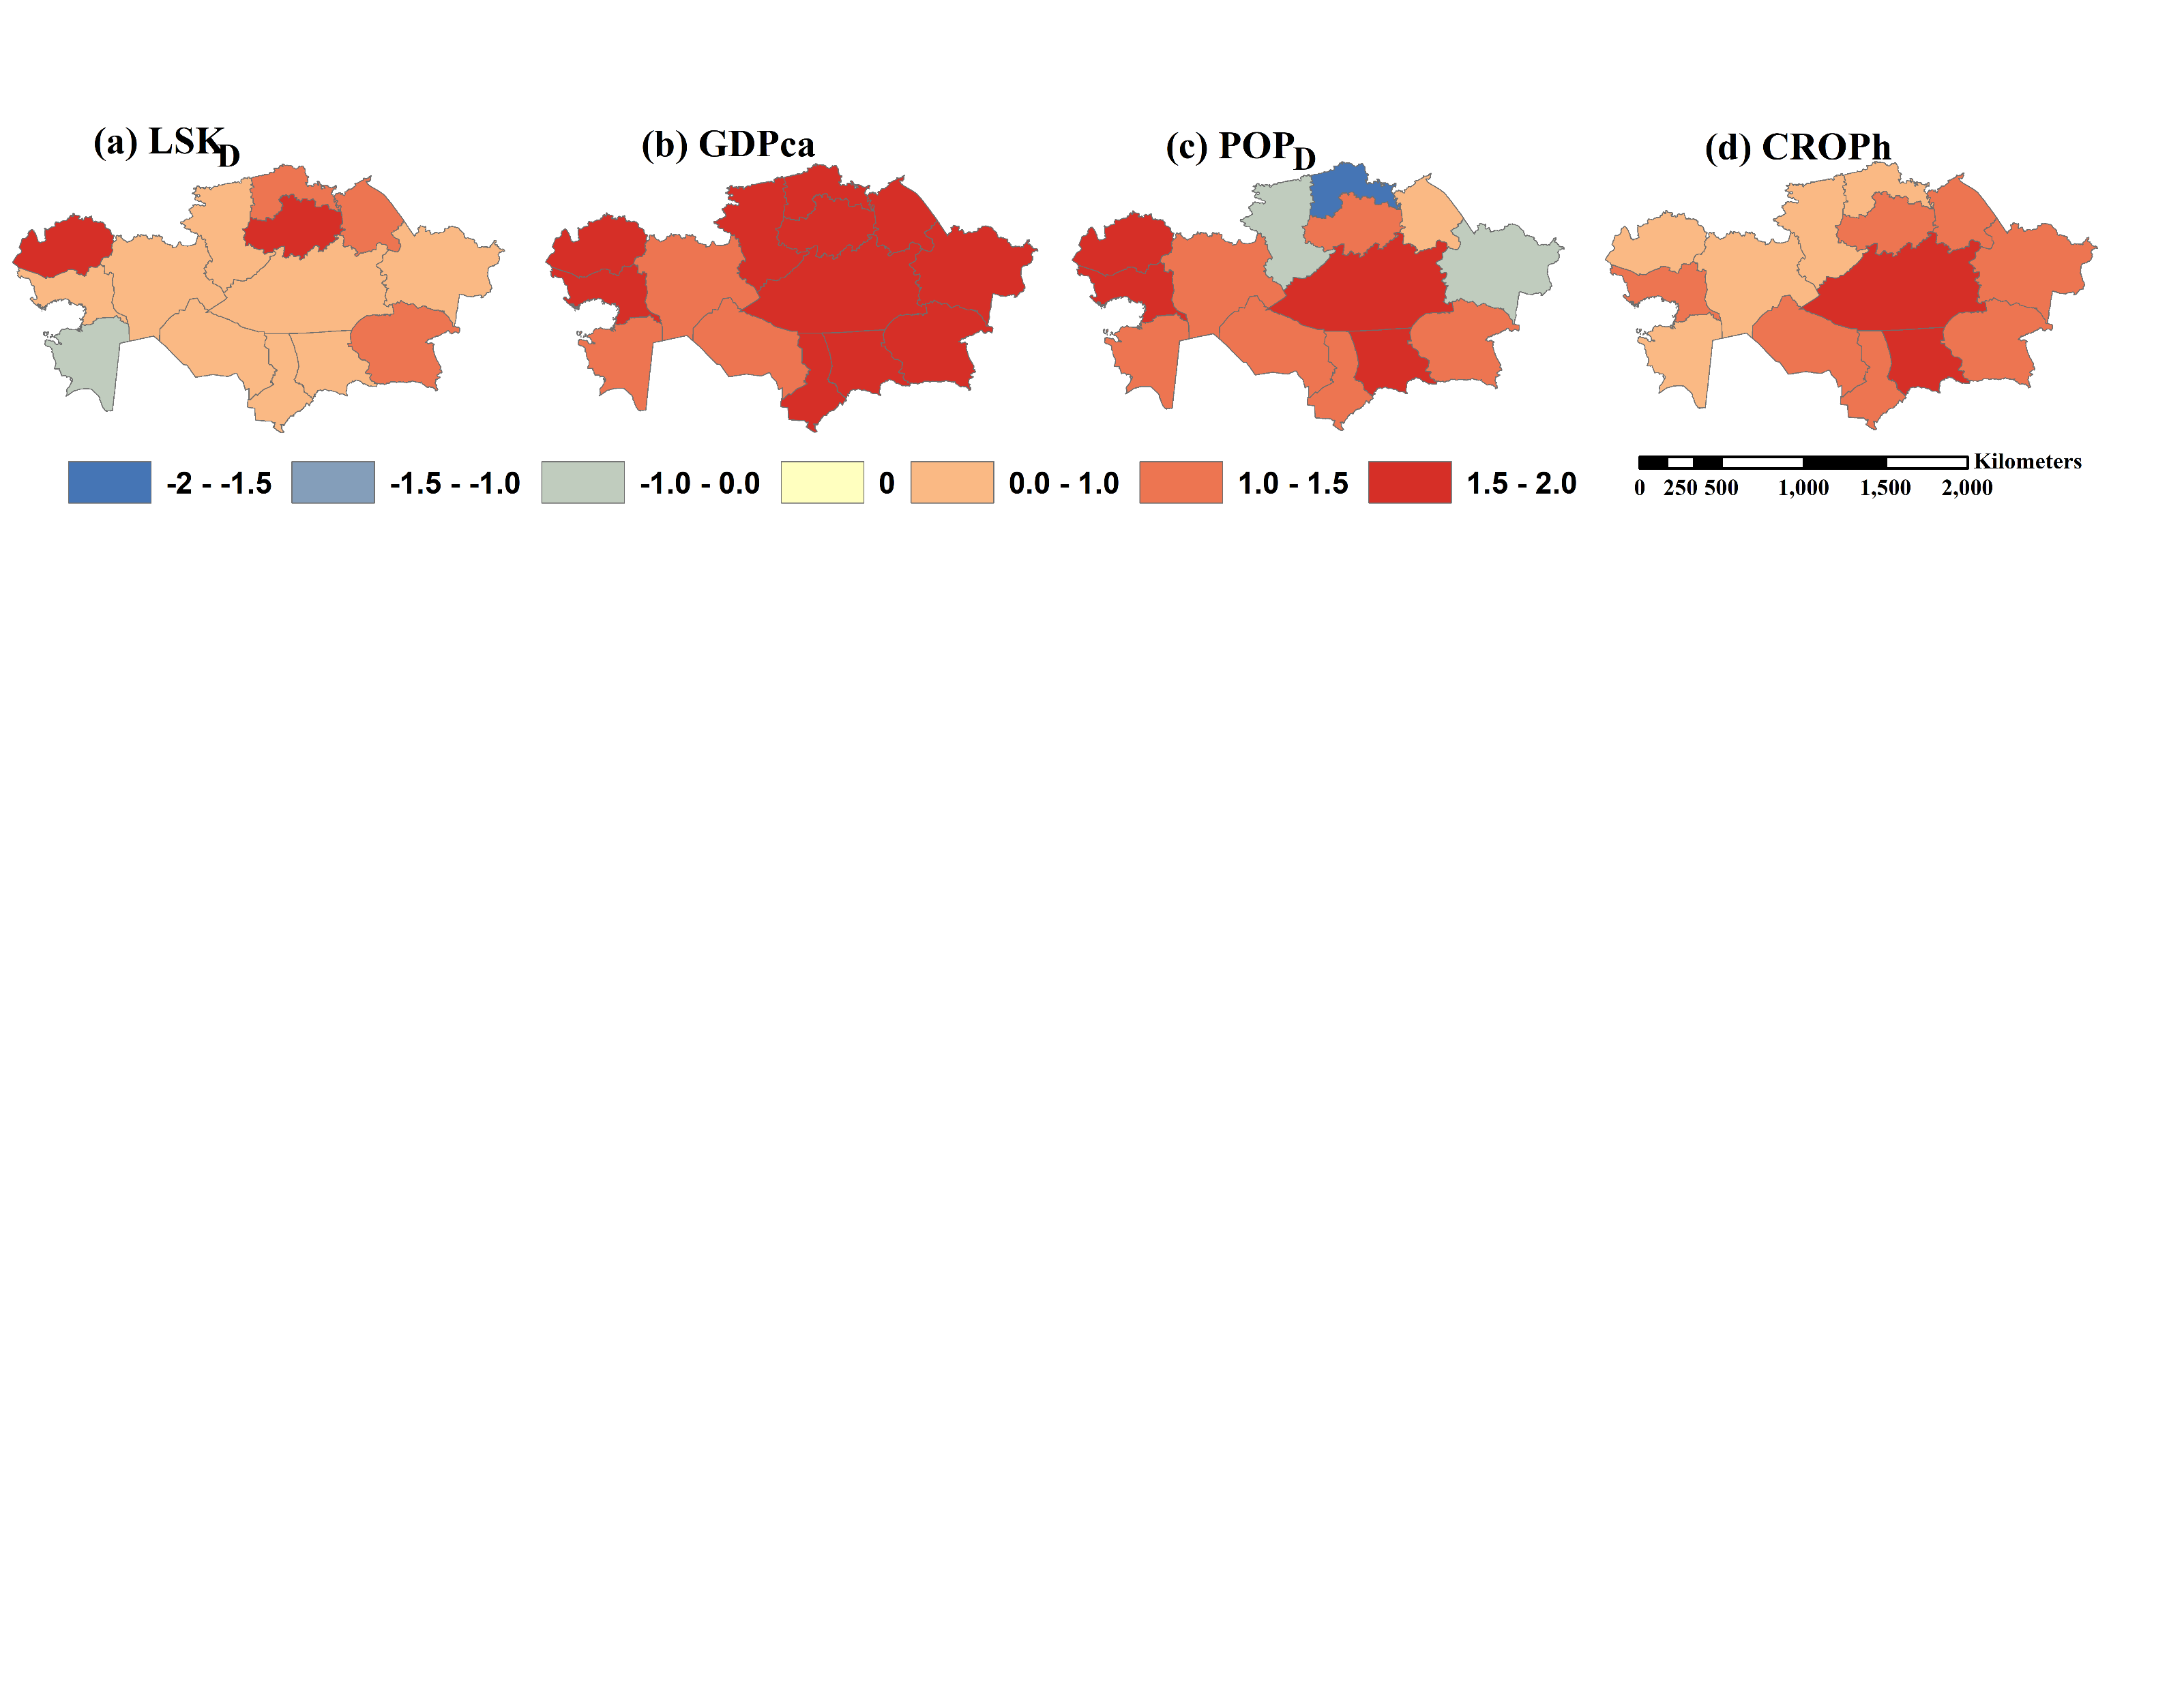 (a) LSKD
(b) GDPca
(c) POPD
(d) CROPh
-2 - -1.5
-1.5 - -1.0
-1.0 - 0.0
0
0.0 - 1.0
1.0 - 1.5
1.5 - 2.0
Kilometers
0 250 500 1,000 1,500 2,000